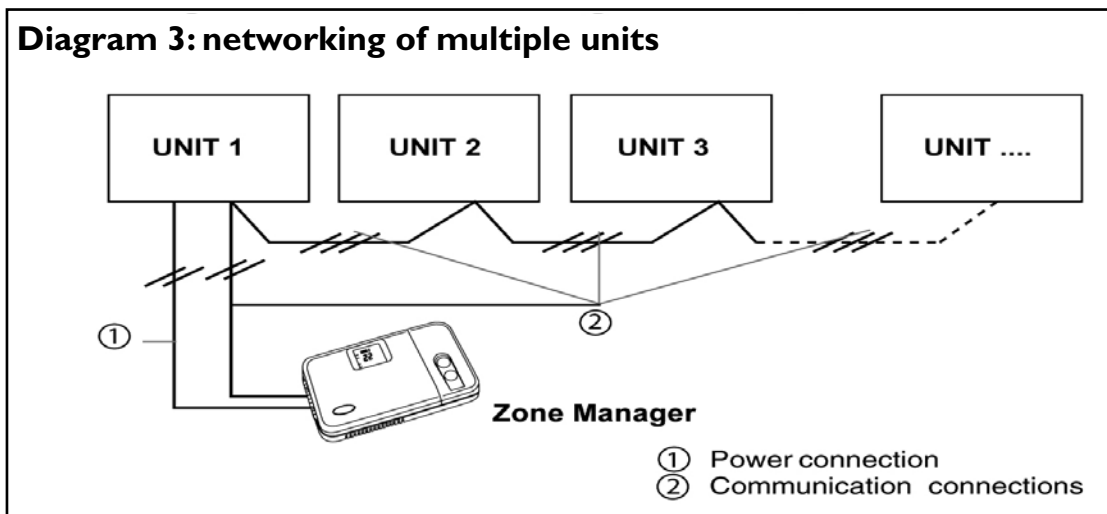 Diagram 3: networking of multiple units
UNIT 1
UNIT 2
UNIT 3
UNIT ....
①
②
Zone Manager
① Power connection
② Communication connections